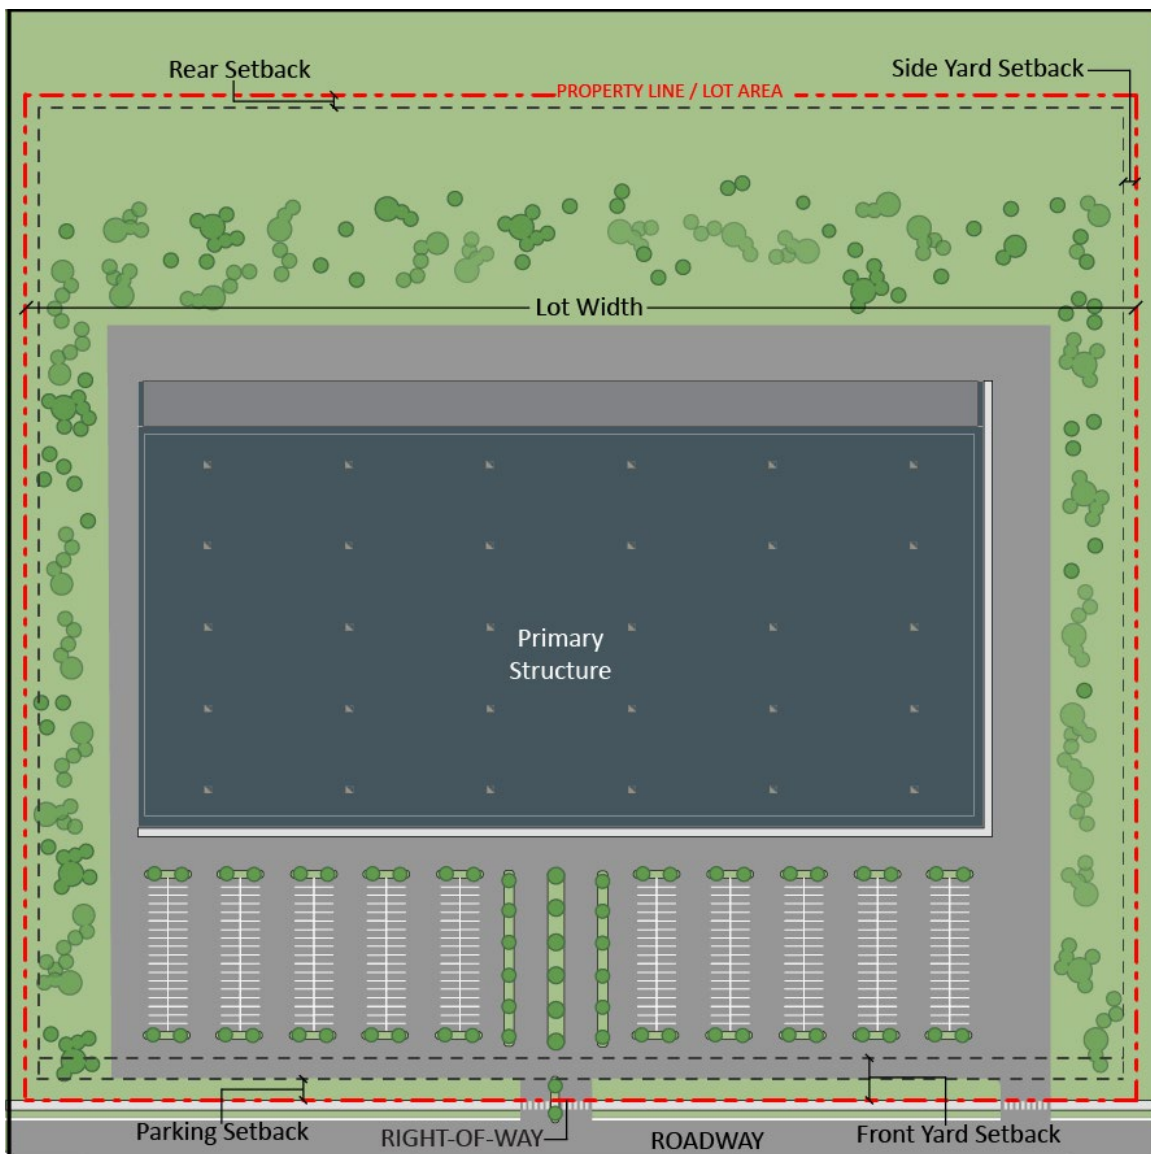 Rear Setback
Side Yard Setback
PROPERTY LINE / LOT AREA
Lot Width
Primary
Structure
Parking Setback
RIGHT-OF-WAY
ROADWAY
Front Yard Setback